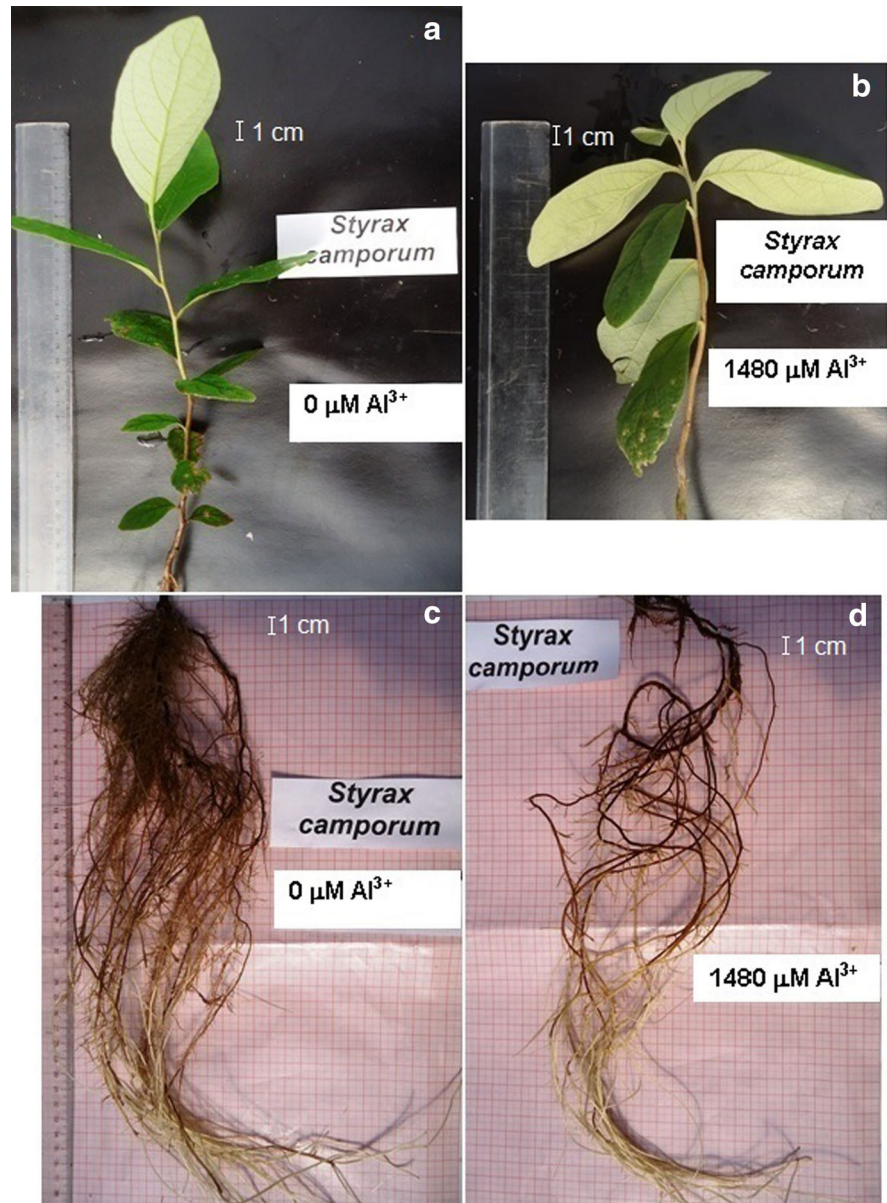 a
I 1 cm
Styrax
camporum
0 µM Al³⁺
b
I 1 cm
Styrax
camporum
1480 µM Al³⁺
c
I 1 cm
Styrax
camporum
0 µM Al³⁺
d
Styrax
camporum
I 1 cm
1480 µM Al³⁺